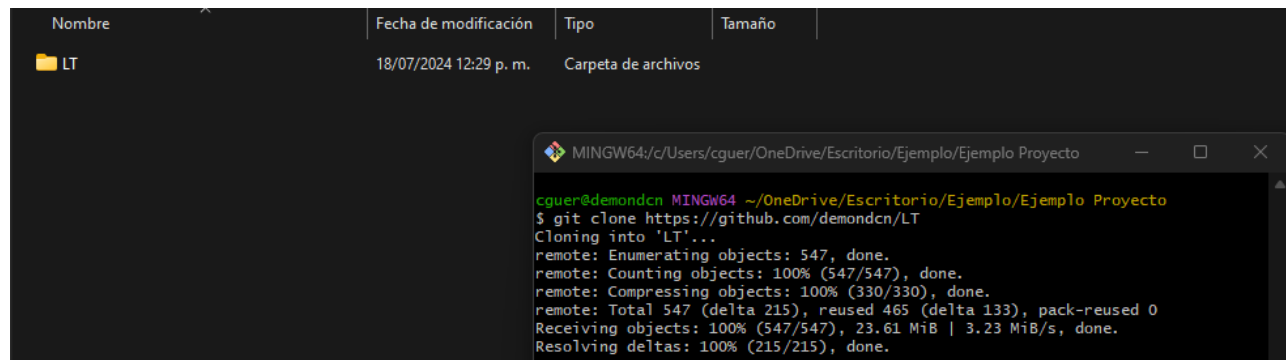 Nombre Fecha de modificación Tipo Tamaño
LT 18/07/2024 12:29 p. m. Carpeta de archivos
MINGW64:/c/Users/cguer/OneDrive/Escritorio/Ejemplo/Ejemplo Proyecto
cguer@demondcn MINGW64 ~/OneDrive/Escritorio/Ejemplo/Ejemplo Proyecto
$ git clone https://github.com/demondcn/LT
Cloning into 'LT'...
remote: Enumerating objects: 547, done.
remote: Counting objects: 100% (547/547), done.
remote: Compressing objects: 100% (330/330), done.
remote: Total 547 (delta 215), reused 465 (delta 133), pack-reused 0
Receiving objects: 100% (547/547), 23.61 MiB | 3.23 MiB/s, done.
Resolving deltas: 100% (215/215), done.